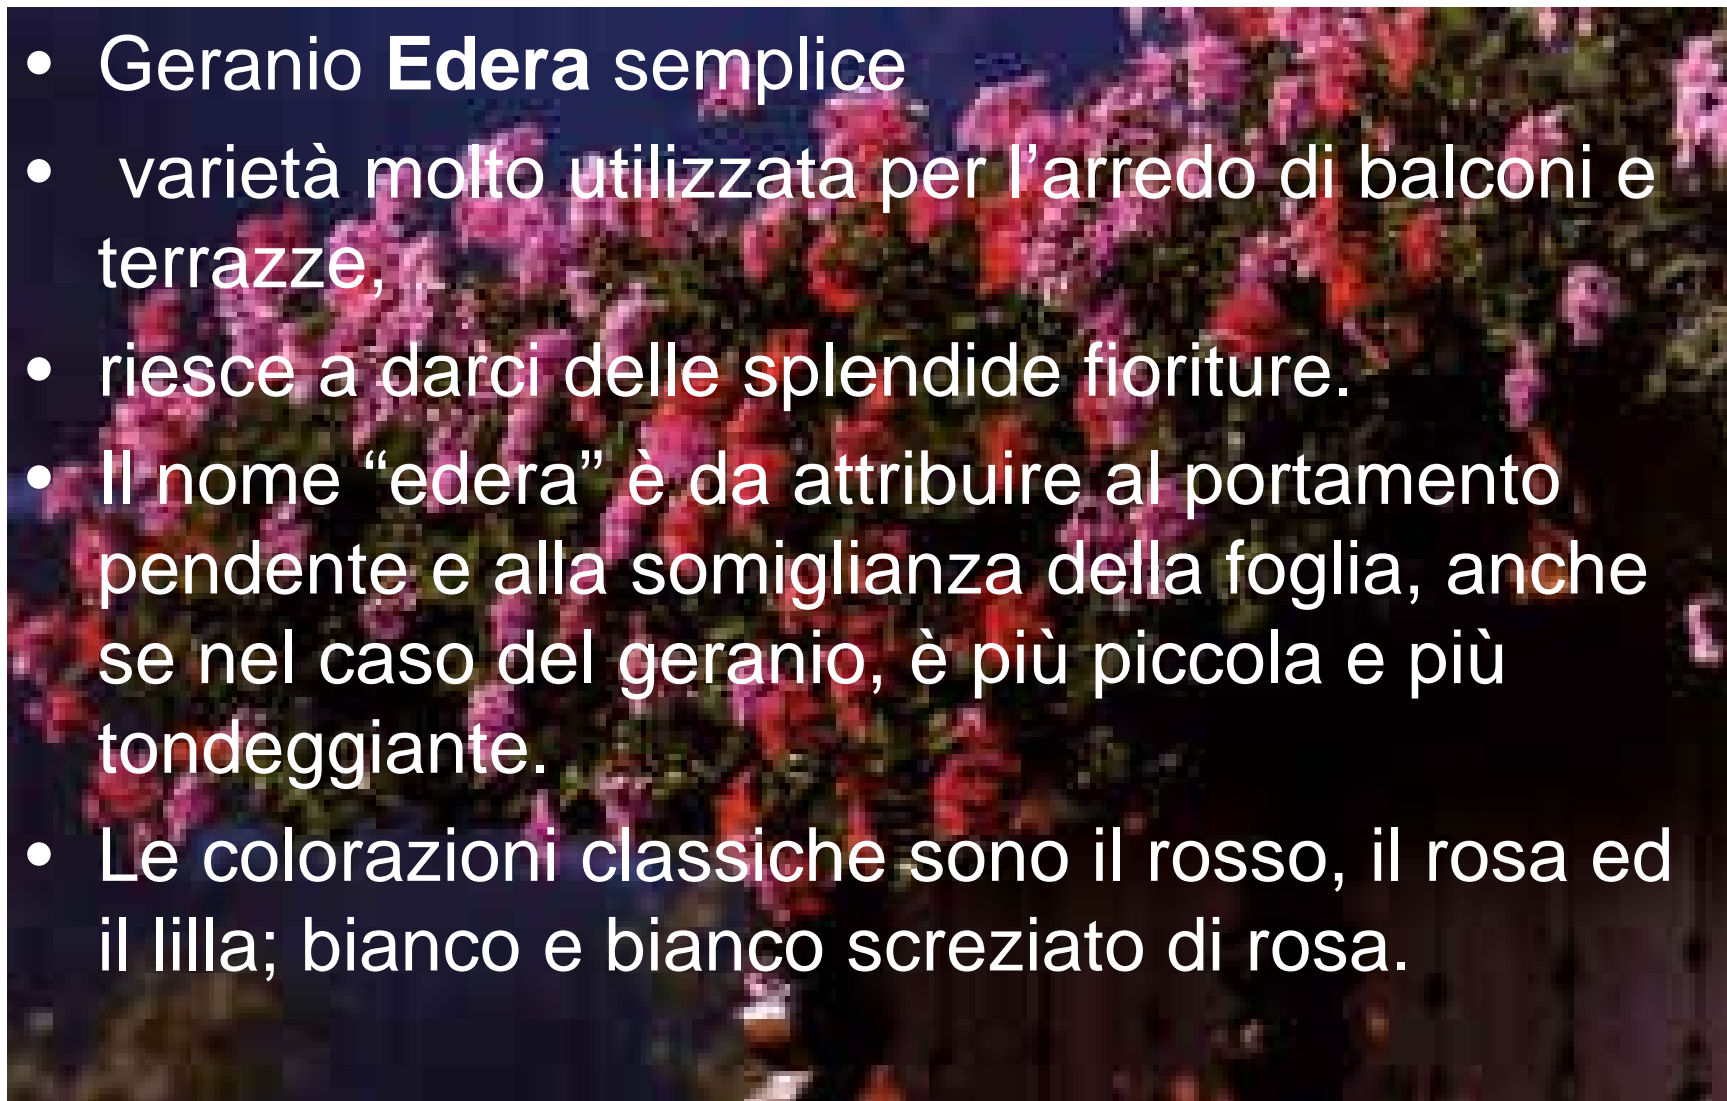 • Geranio Edera semplice
• varietà molto utilizzata per l’arredo di balconi e
terrazze,
• riesce a darci delle splendide fioriture.
• Il nome “edera” è da attribuire al portamento
pendente e alla somiglianza della foglia, anche
se nel caso del geranio, è più piccola e più
tondeggiante.
• Le colorazioni classiche sono il rosso, il rosa ed
il lilla; bianco e bianco screziato di rosa.